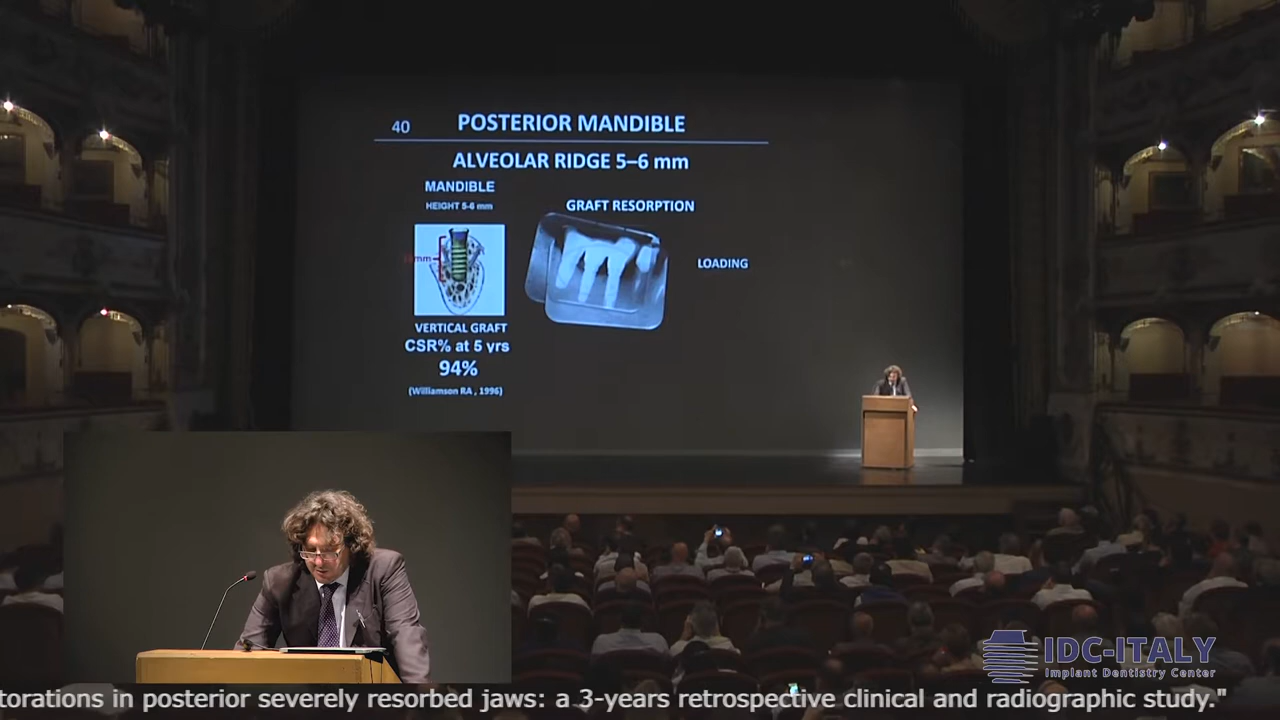 40
POSTERIOR MANDIBLE
ALVEOLAR RIDGE 5–6 mm
MANDIBLE
HEIGHT 5-6 mm
GRAFT RESORPTION
mm
LOADING
VERTICAL GRAFT
CSR% at 5 yrs
94%
(Williamson RA , 1996)
IDC-ITALY
Implant Dentistry Center
torations in posterior severely resorbed jaws: a 3-years retrospective clinical and radiographic study."